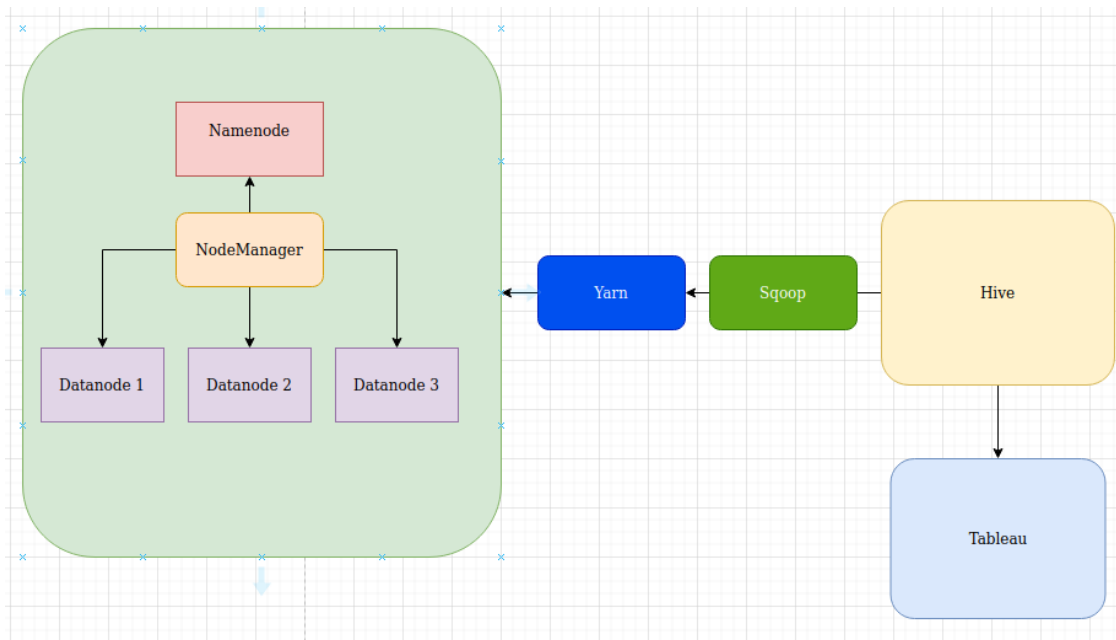 Namenode
NodeManager
Datanode 1
Datanode 2
Datanode 3
Yarn
Sqoop
Hive
Tableau